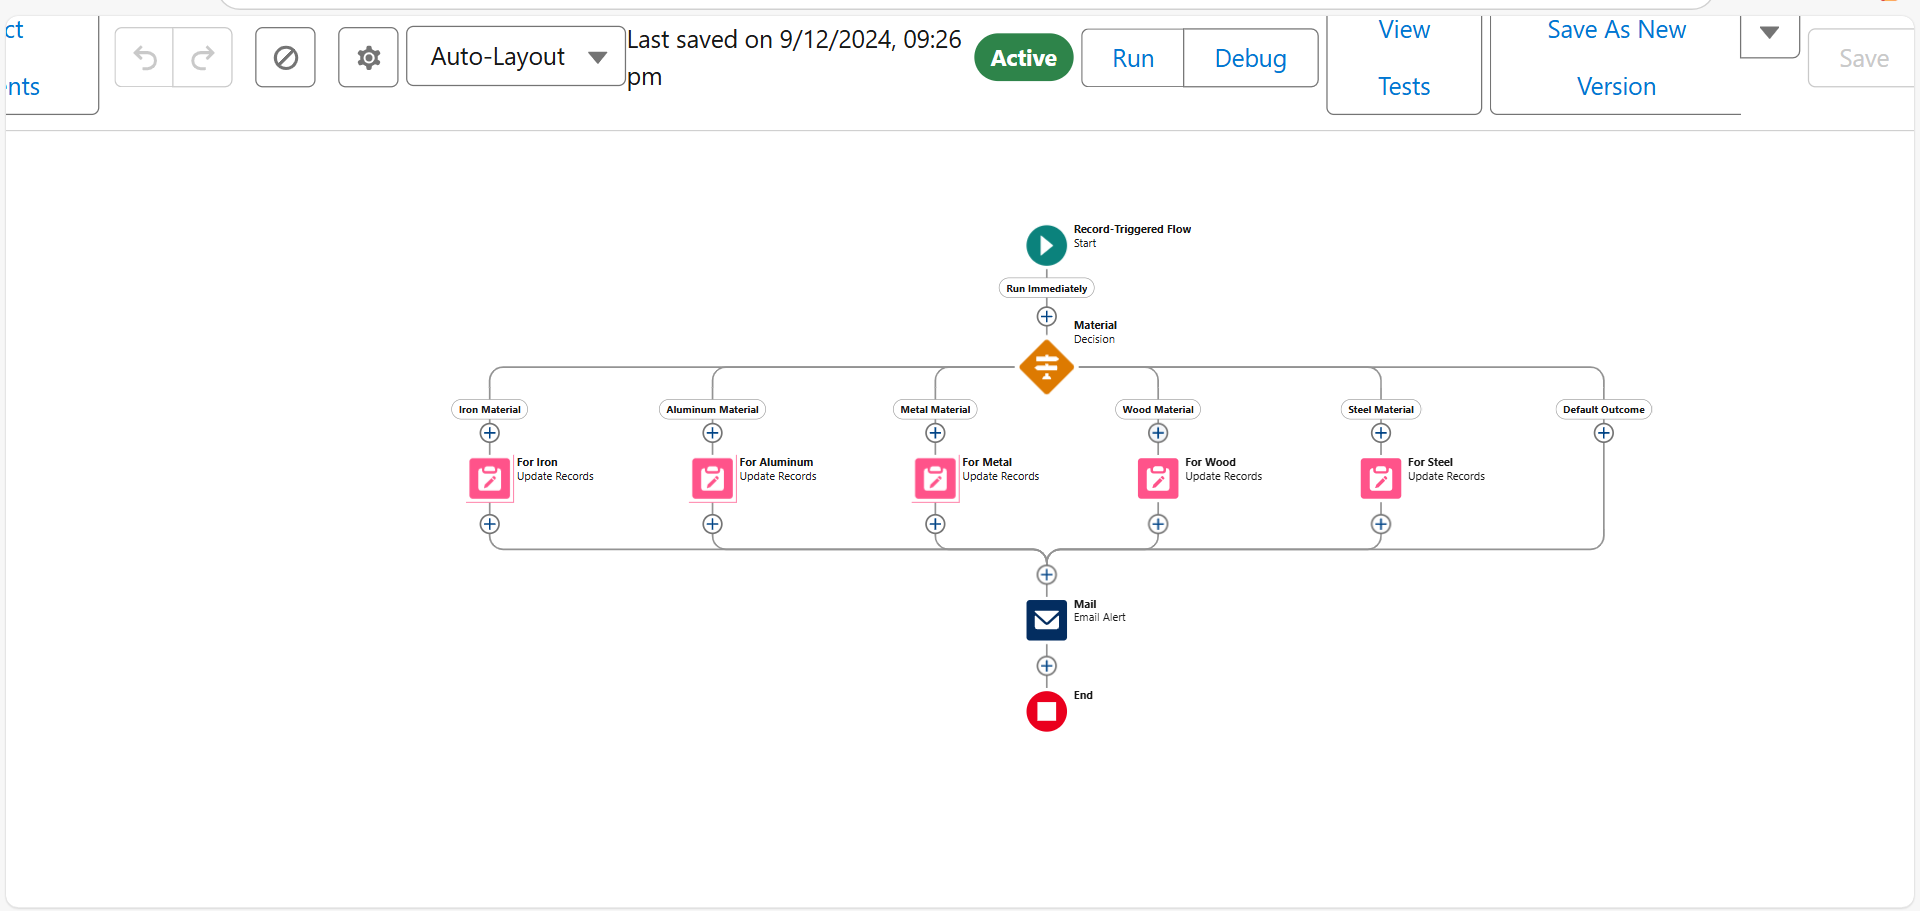 ct
nts
Auto-Layout
Last saved on 9/12/2024, 09:26
pm
Active
Run
Debug
View
Tests
Save As New
Version
Save
Record-Triggered Flow
Start
Run Immediately
Material
Decision
Iron Material
Aluminum Material
Metal Material
Wood Material
Steel Material
Default Outcome
For Iron
Update Records
For Aluminum
Update Records
For Metal
Update Records
For Wood
Update Records
For Steel
Update Records
Mail
Email Alert
End